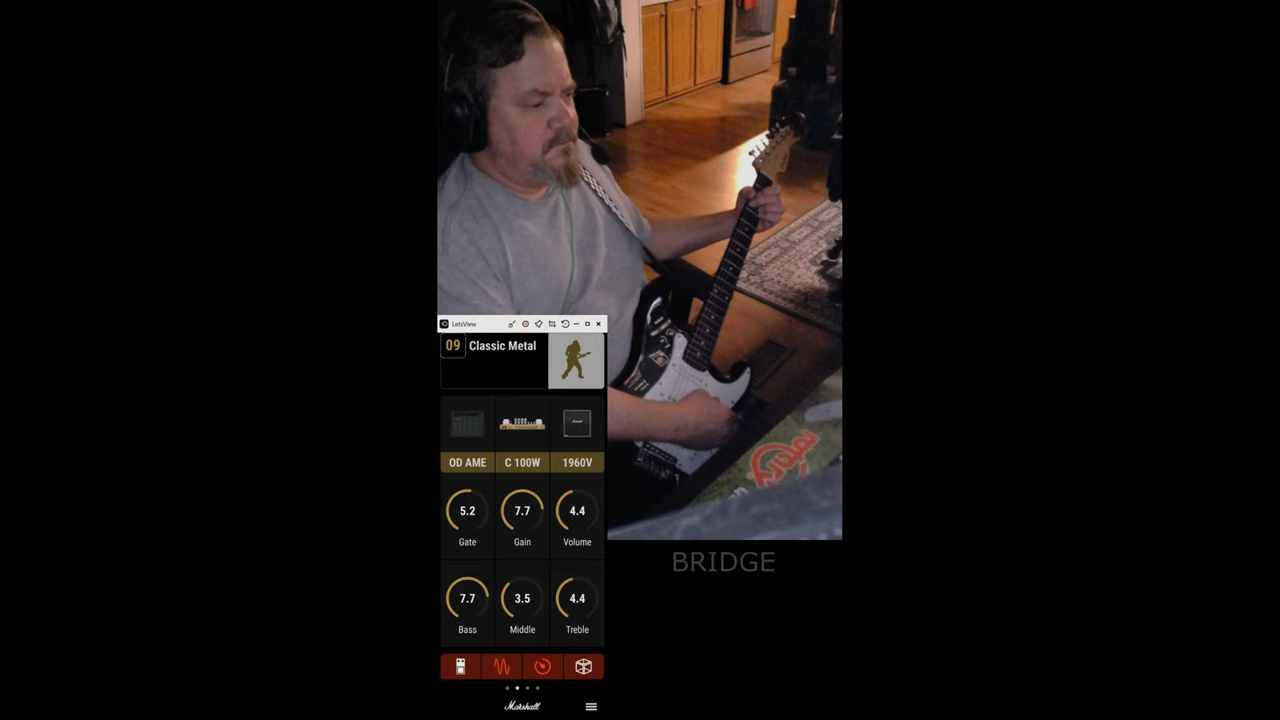 LetsView
09 Classic Metal
OD AME C 100W 1960V
5.2 7.7 4.4
Gate Gain Volume
7.7 3.5 4.4
Bass Middle Treble
Marshall
BRIDGE